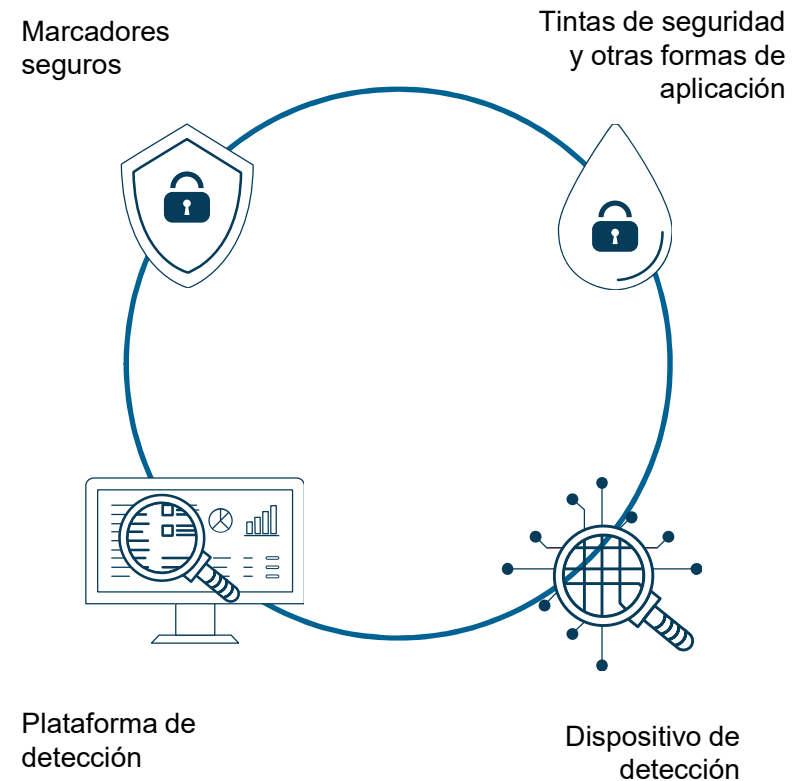 Marcadores
seguros
Tintas de seguridad
y otras formas de
aplicación
Plataforma de
detección
Dispositivo de
detección